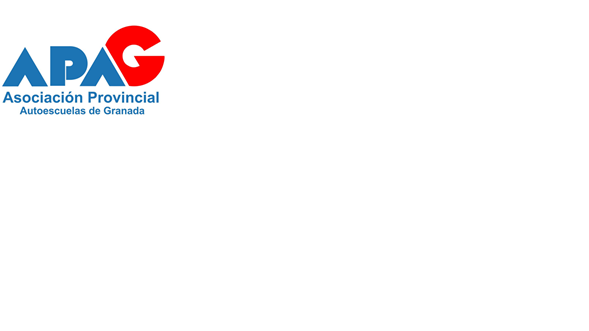 APAG
Asociación Provincial
Autoescuelas de Granada